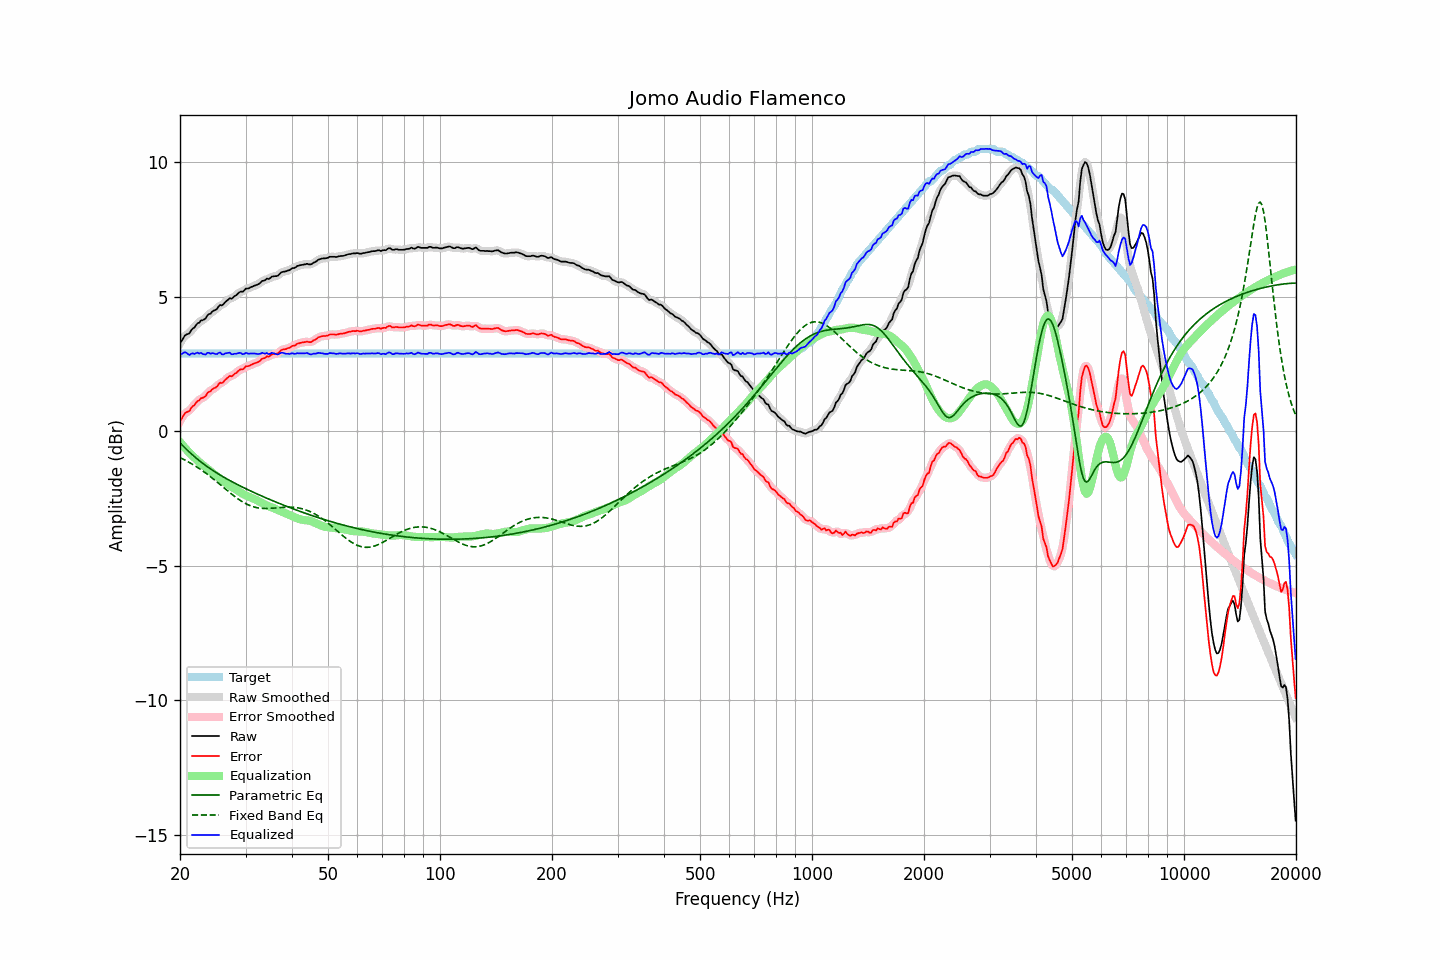 Jomo Audio Flamenco
Amplitude (dBr)
10
5
0
−5
−10
−15
Target
Raw Smoothed
Error Smoothed
Raw
Error
Equalization
Parametric Eq
Fixed Band Eq
Equalized
20 50 100 200 500 1000 2000 5000 10000 20000
Frequency (Hz)